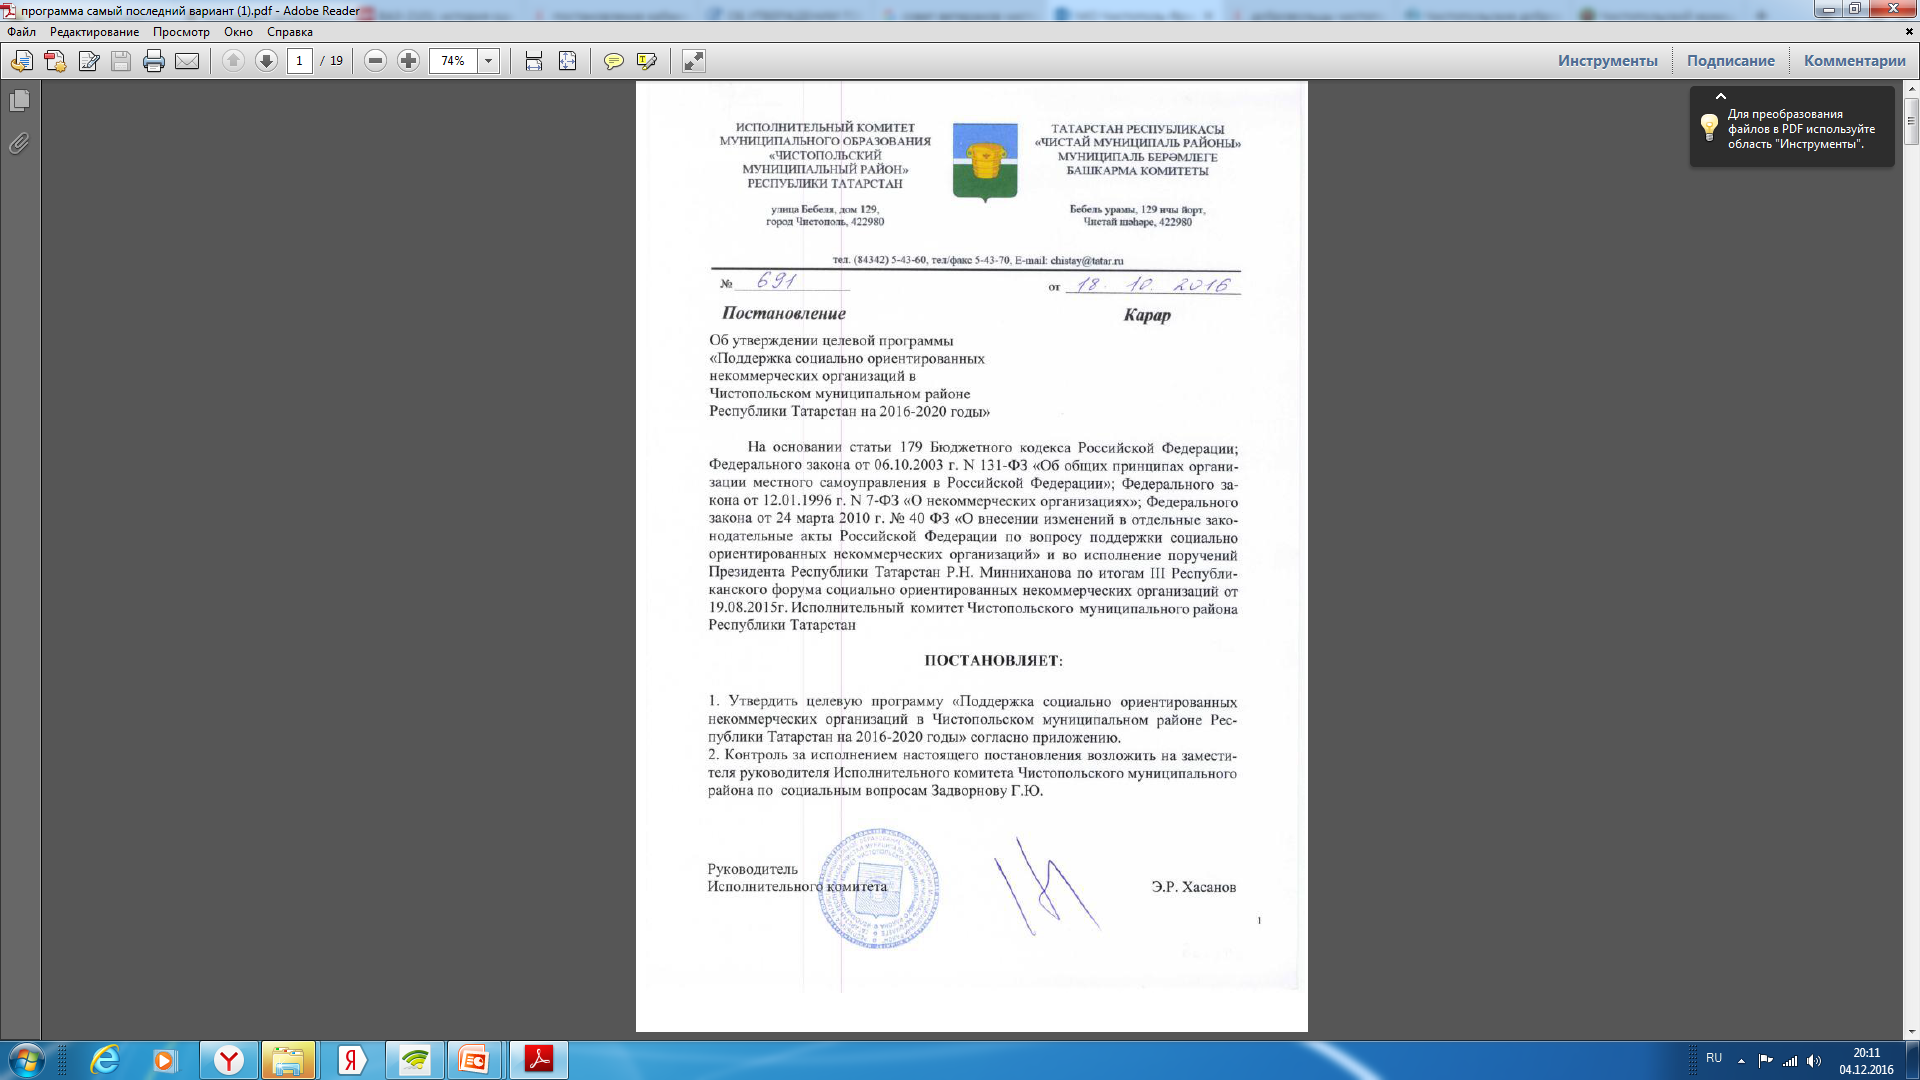 программа самый последний вариант (1).pdf - Adobe Reader
Файл Редактирование Просмотр Окно Справка
1 / 19 74% Инструменты Подписание Комментарии
Для преобразования
файлов в PDF используйте
область "Инструменты".
ИСПОЛНИТЕЛЬНЫЙ КОМИТЕТ
МУНИЦИПАЛЬНОГО ОБРАЗОВАНИЯ
«ЧИСТОПОЛЬСКИЙ
МУНИЦИПАЛЬНЫЙ РАЙОН»
РЕСПУБЛИКИ ТАТАРСТАН
улица Бебеля, дом 129,
город Чистополь, 422980
ТАТАРСТАН РЕСПУБЛИКАСЫ
«ЧИСТАЙ МУНИЦИПАЛЬ РАЙОНЫ»
МУНИЦИПАЛЬ БЕРӘМЛЕГЕ
БАШКАРМА КОМИТЕТЫ
Бебель урамы, 129 нчы йорт,
Чистай шәһәре, 422980
тел. (84342) 5-43-60, тел/факс 5-43-70, E-mail: chistay@tatar.ru
№ 691 от 18. 10. 2016
Постановление Карар
Об утверждении целевой программы
«Поддержка социально ориентированных
некоммерческих организаций в
Чистопольском муниципальном районе
Республики Татарстан на 2016-2020 годы»
На основании статьи 179 Бюджетного кодекса Российской Федерации;
Федерального закона от 06.10.2003 г. N 131-ФЗ «Об общих принципах органи-
зации местного самоуправления в Российской Федерации»; Федерального за-
кона от 12.01.1996 г. N 7-ФЗ «О некоммерческих организациях»; Федерального
закона от 24 марта 2010 г. № 40 ФЗ «О внесении изменений в отдельные зако-
нодательные акты Российской Федерации по вопросу поддержки социально
ориентированных некоммерческих организаций» и во исполнение поручений
Президента Республики Татарстан Р.Н. Минниханова по итогам III Республи-
канского форума социально ориентированных некоммерческих организаций от
19.08.2015г. Исполнительный комитет Чистопольского муниципального района
Республики Татарстан
ПОСТАНОВЛЯЕТ:
1. Утвердить целевую программу «Поддержка социально ориентированных
некоммерческих организаций в Чистопольском муниципальном районе Рес-
публики Татарстан на 2016-2020 годы» согласно приложению.
2. Контроль за исполнением настоящего постановления возложить на замести-
теля руководителя Исполнительного комитета Чистопольского муниципального
района по социальным вопросам Задворнову Г.Ю.
Руководитель
Исполнительного комитета Э.Р. Хасанов
1
RU
20:11
04.12.2016